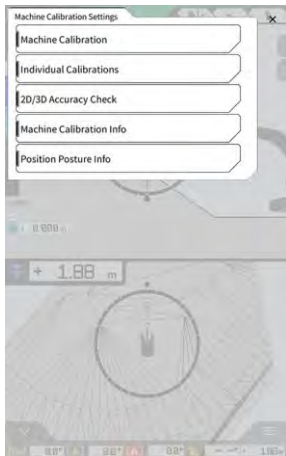 Machine Calibration Settings
×
Machine Calibration
Individual Calibrations
2D/3D Accuracy Check
Machine Calibration Info
Position Posture Info
+ 1.88 m